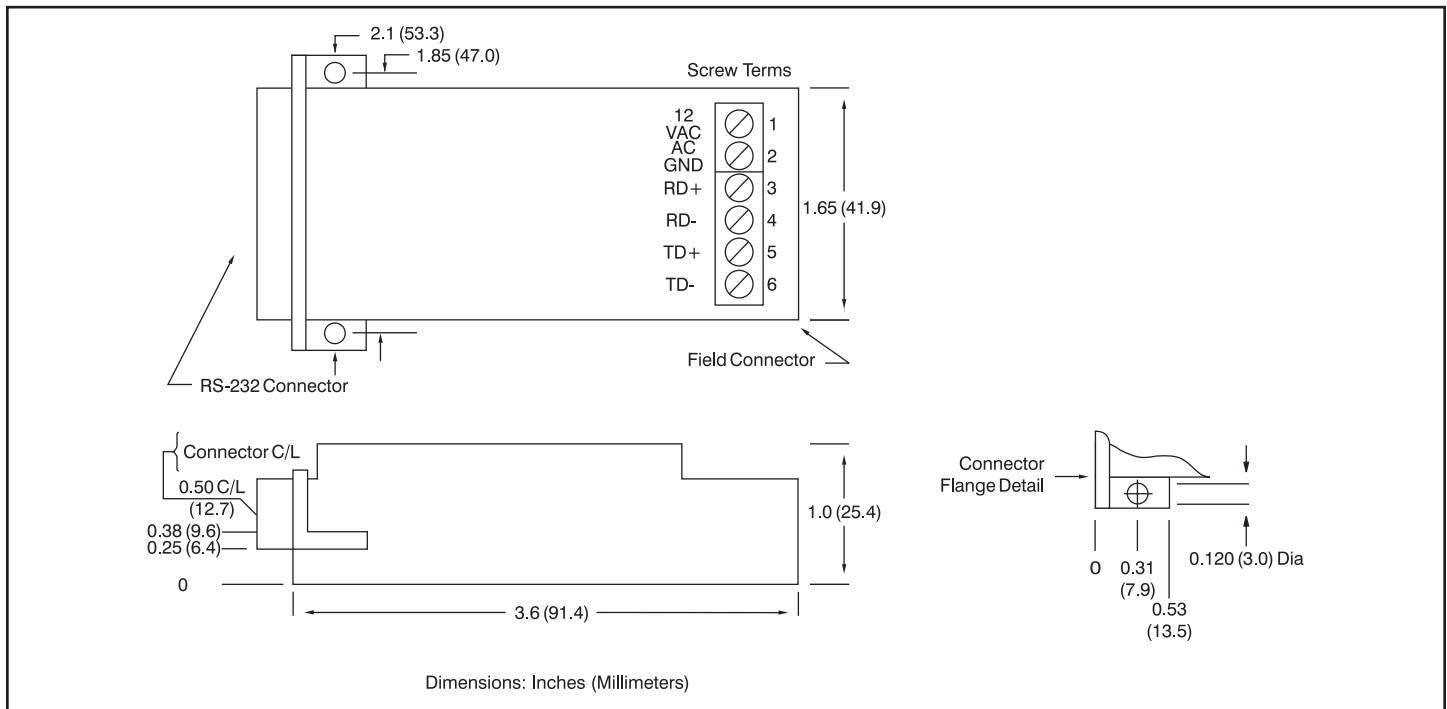 2.1 (53.3)
1.85 (47.0)
Screw Terms
12
VAC
AC
GND
RD+
RD-
TD+
TD-
1
2
3
4
5
6
1.65 (41.9)
Field Connector
RS-232 Connector
Connector C/L
0.50 C/L
(12.7)
0.38 (9.6)
0.25 (6.4)
0
1.0 (25.4)
3.6 (91.4)
Connector
Flange Detail
0.120 (3.0) Dia
0
0.31
(7.9)
0.53
(13.5)
Dimensions: Inches (Millimeters)